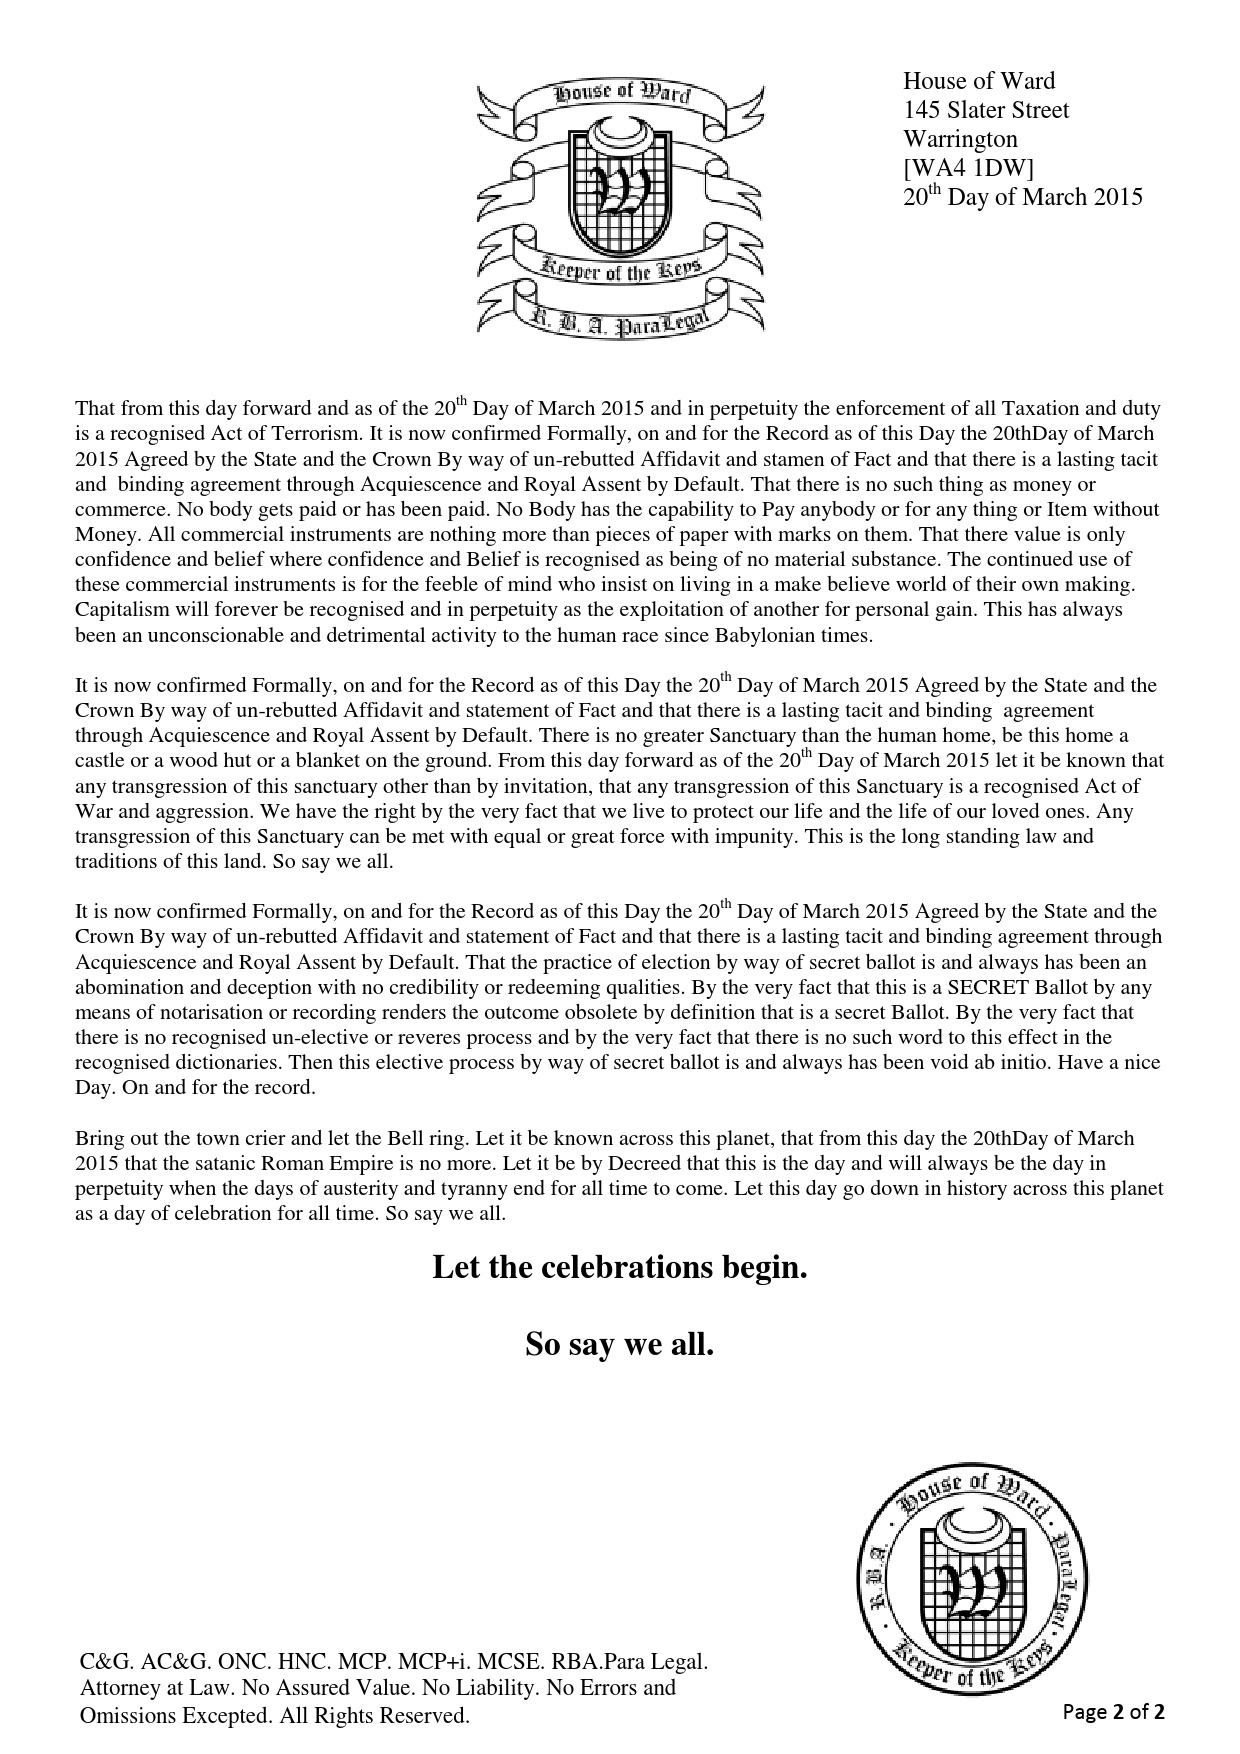 House of Ward
Keeper of the Keys
R. B. A. ParaLegal
House of Ward
145 Slater Street
Warrington
[WA4 1DW]
20th Day of March 2015
That from this day forward and as of the 20th Day of March 2015 and in perpetuity the enforcement of all Taxation and duty
is a recognised Act of Terrorism. It is now confirmed Formally, on and for the Record as of this Day the 20thDay of March
2015 Agreed by the State and the Crown By way of un-rebutted Affidavit and stamen of Fact and that there is a lasting tacit
and  binding agreement through Acquiescence and Royal Assent by Default. That there is no such thing as money or
commerce. No body gets paid or has been paid. No Body has the capability to Pay anybody or for any thing or Item without
Money. All commercial instruments are nothing more than pieces of paper with marks on them. That there value is only
confidence and belief where confidence and Belief is recognised as being of no material substance. The continued use of
these commercial instruments is for the feeble of mind who insist on living in a make believe world of their own making.
Capitalism will forever be recognised and in perpetuity as the exploitation of another for personal gain. This has always
been an unconscionable and detrimental activity to the human race since Babylonian times.
It is now confirmed Formally, on and for the Record as of this Day the 20th Day of March 2015 Agreed by the State and the
Crown By way of un-rebutted Affidavit and statement of Fact and that there is a lasting tacit and binding  agreement
through Acquiescence and Royal Assent by Default. There is no greater Sanctuary than the human home, be this home a
castle or a wood hut or a blanket on the ground. From this day forward as of the 20th Day of March 2015 let it be known that
any transgression of this sanctuary other than by invitation, that any transgression of this Sanctuary is a recognised Act of
War and aggression. We have the right by the very fact that we live to protect our life and the life of our loved ones. Any
transgression of this Sanctuary can be met with equal or great force with impunity. This is the long standing law and
traditions of this land. So say we all.
It is now confirmed Formally, on and for the Record as of this Day the 20th Day of March 2015 Agreed by the State and the
Crown By way of un-rebutted Affidavit and statement of Fact and that there is a lasting tacit and binding agreement through
Acquiescence and Royal Assent by Default. That the practice of election by way of secret ballot is and always has been an
abomination and deception with no credibility or redeeming qualities. By the very fact that this is a SECRET Ballot by any
means of notarisation or recording renders the outcome obsolete by definition that is a secret Ballot. By the very fact that
there is no recognised un-elective or reveres process and by the very fact that there is no such word to this effect in the
recognised dictionaries. Then this elective process by way of secret ballot is and always has been void ab initio. Have a nice
Day. On and for the record.
Bring out the town crier and let the Bell ring. Let it be known across this planet, that from this day the 20thDay of March
2015 that the satanic Roman Empire is no more. Let it be by Decreed that this is the day and will always be the day in
perpetuity when the days of austerity and tyranny end for all time to come. Let this day go down in history across this planet
as a day of celebration for all time. So say we all.
Let the celebrations begin.
So say we all.
House of Ward · ParaLegal · Keeper of the Keys · R.B.A. ·
C&G. AC&G. ONC. HNC. MCP. MCP+i. MCSE. RBA.Para Legal.
Attorney at Law. No Assured Value. No Liability. No Errors and
Omissions Excepted. All Rights Reserved.
Page 2 of 2